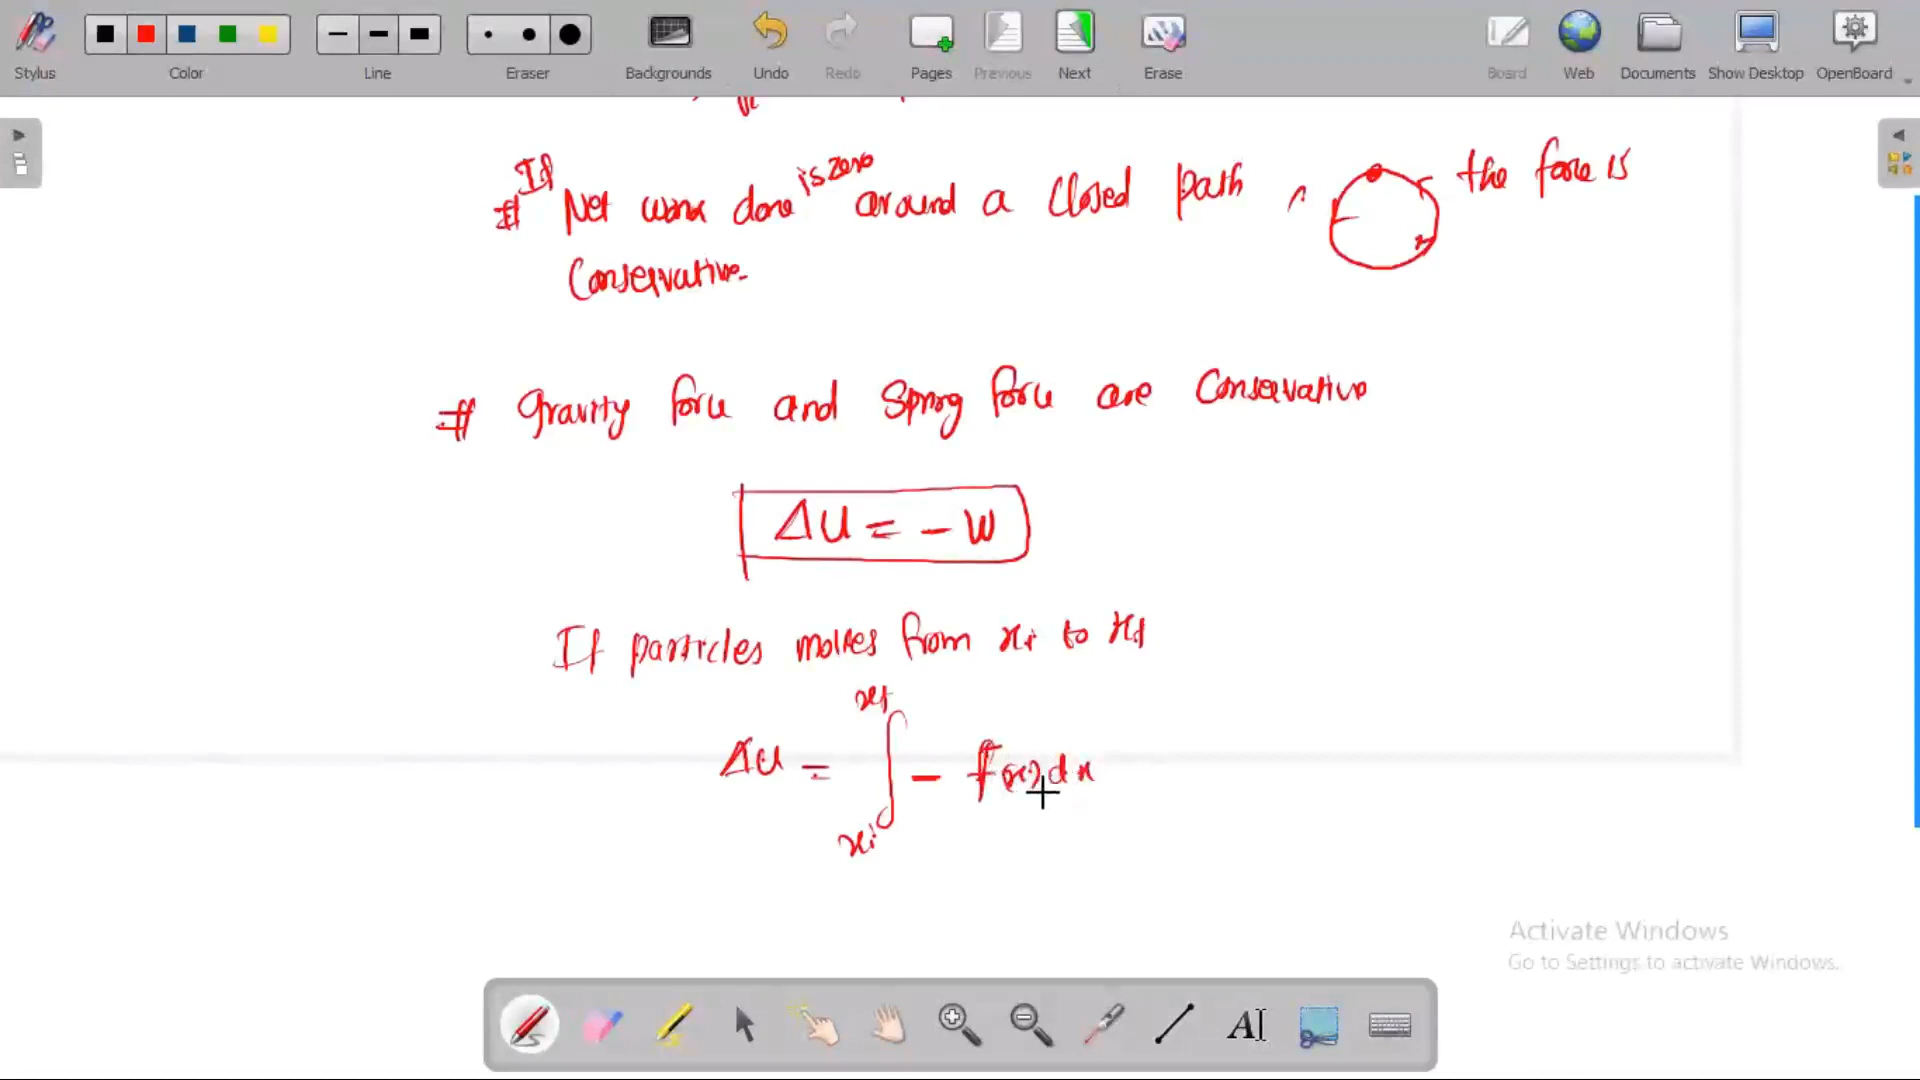 Stylus Color Line Eraser Backgrounds Undo Redo Pages Previous Next Erase Board Web Documents Show Desktop OpenBoard
If
# Net work done is zero around a closed path , the force is
Conservative.
# Gravity force and Spring force are Conservative
ΔU = - W
If particles moves from xi to xf
xf
ΔU = ∫ - f(x)dx
xi
Activate Windows
Go to Settings to activate Windows.
AI